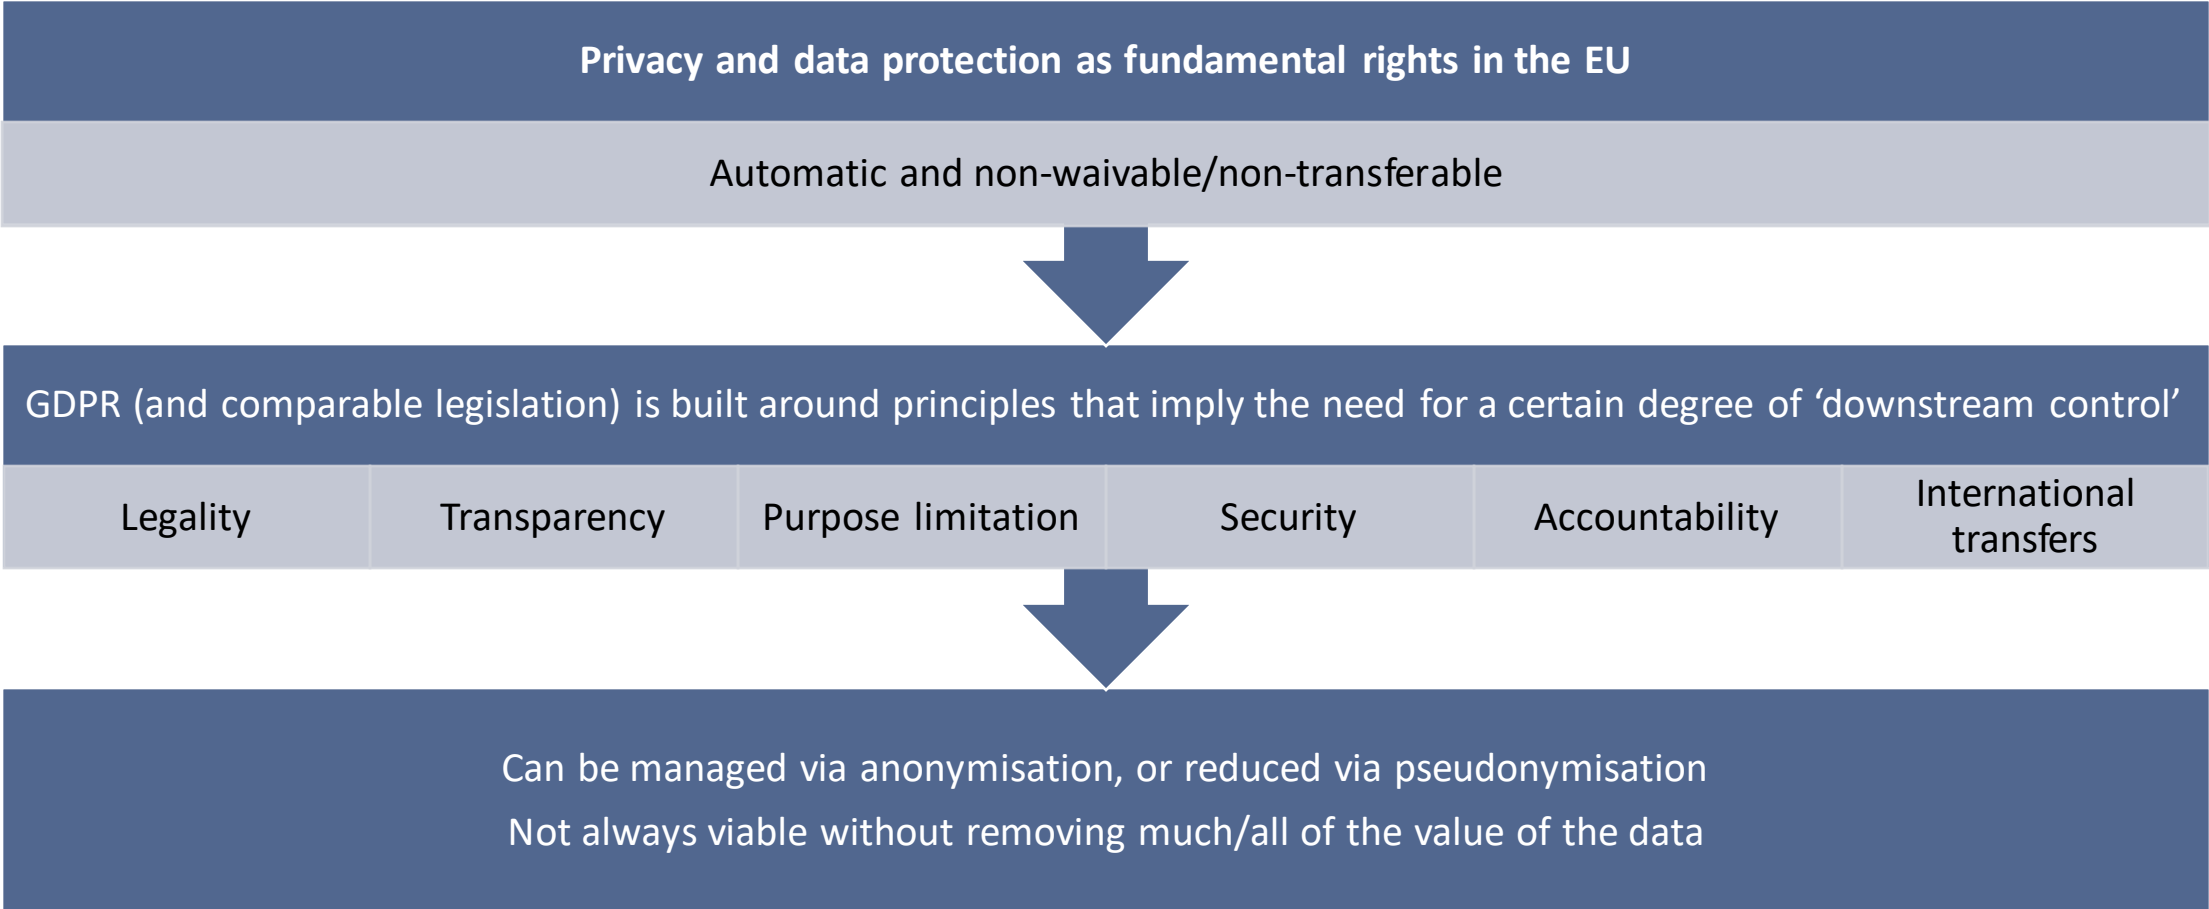 Privacy and data protection as fundamental rights in the EU
Automatic and non-waivable/non-transferable
GDPR (and comparable legislation) is built around principles that imply the need for a certain degree of ‘downstream control’
Legality
Transparency
Purpose limitation
Security
Accountability
International
transfers
Can be managed via anonymisation, or reduced via pseudonymisation
Not always viable without removing much/all of the value of the data